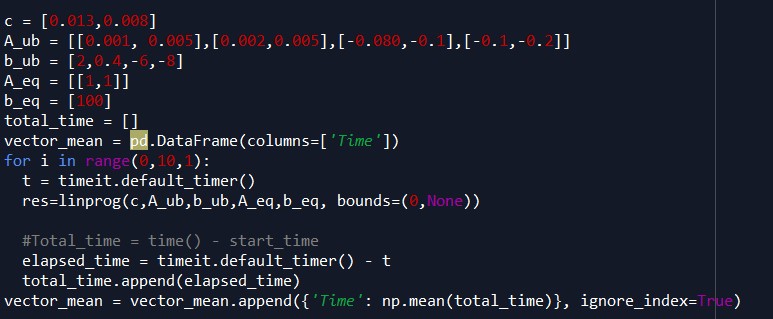 c = [0.013,0.008]
A_ub = [[0.001, 0.005],[0.002,0.005],[-0.080,-0.1],[-0.1,-0.2]]
b_ub = [2,0.4,-6,-8]
A_eq = [[1,1]]
b_eq = [100]
total_time = []
vector_mean = pd.DataFrame(columns=['Time'])
for i in range(0,10,1):
  t = timeit.default_timer()
  res=linprog(c,A_ub,b_ub,A_eq,b_eq, bounds=(0,None))
  #Total_time = time() - start_time
  elapsed_time = timeit.default_timer() - t
  total_time.append(elapsed_time)
vector_mean = vector_mean.append({'Time': np.mean(total_time)}, ignore_index=True)